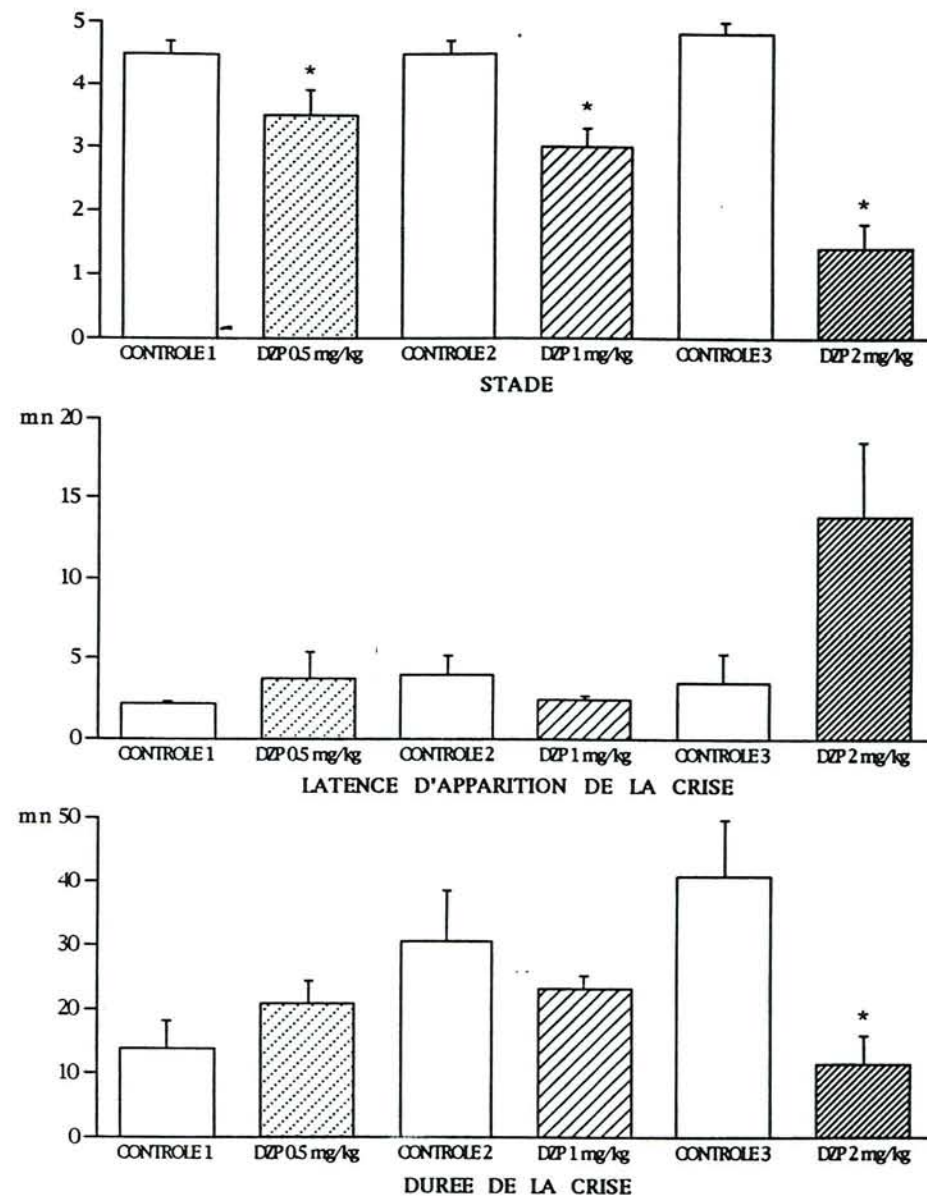 5
*
4
*
3
2
*
1
0
CONTROLE 1 DZP 0.5 mg/kg CONTROLE 2 DZP 1 mg/kg CONTROLE 3 DZP 2 mg/kg
STADE
mn 20
15
10
5
0
CONTROLE 1 DZP 0.5 mg/kg CONTROLE 2 DZP 1 mg/kg CONTROLE 3 DZP 2 mg/kg
LATENCE D'APPARITION DE LA CRISE
mn 50
40
30
20
*
10
0
CONTROLE 1 DZP 0.5 mg/kg CONTROLE 2 DZP 1 mg/kg CONTROLE 3 DZP 2 mg/kg
DUREE DE LA CRISE